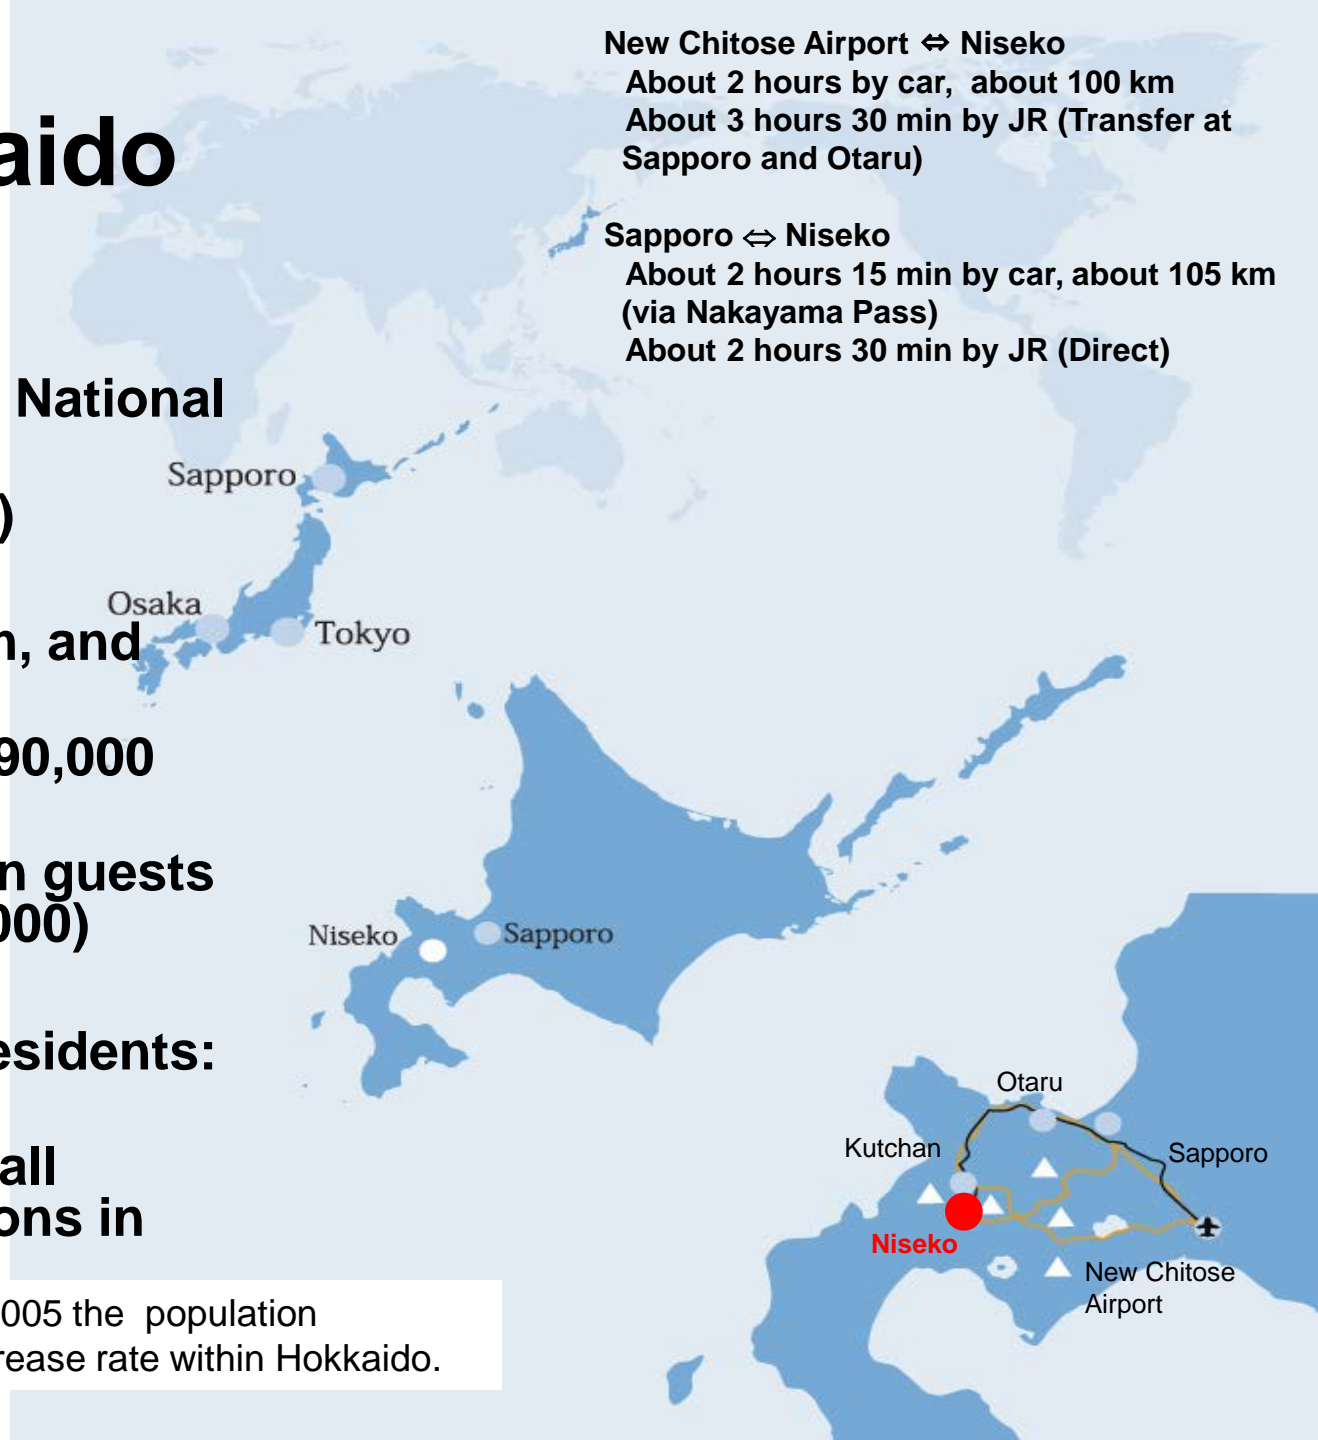 New Chitose Airport ⇔ Niseko
About 2 hours by car, about 100 km
About 3 hours 30 min by JR (Transfer at
Sapporo and Otaru)
Sapporo ⇔ Niseko
About 2 hours 15 min by car, about 105 km
(via Nakayama Pass)
About 2 hours 30 min by JR (Direct)
aido
National
)
n, and
90,000
n guests
000)
esidents:
all
ons in
005 the population
rease rate within Hokkaido.
Sapporo
Osaka
Tokyo
Niseko
Sapporo
Otaru
Kutchan
Sapporo
Niseko
New Chitose
Airport